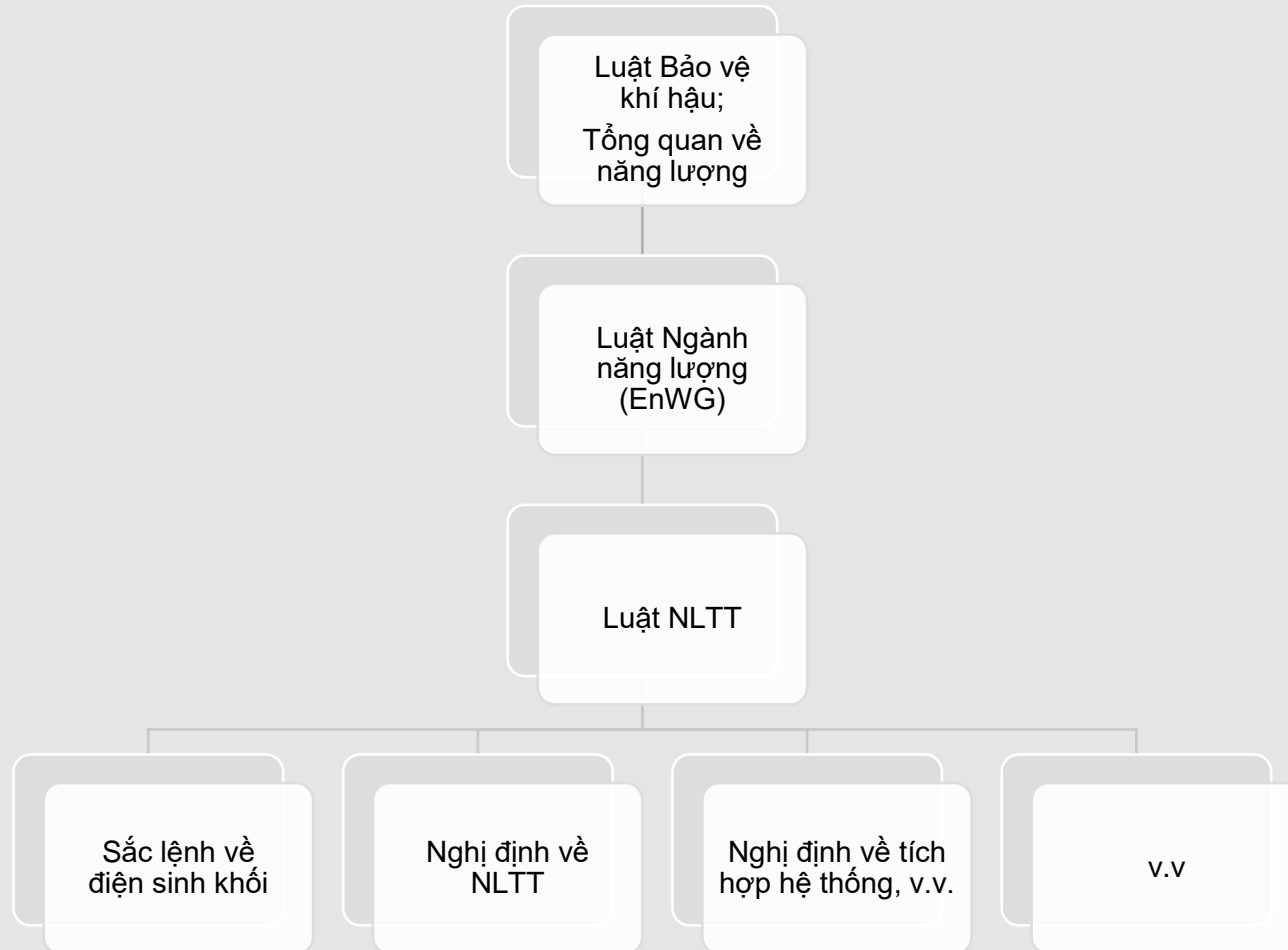 Luật Bảo vệ
khí hậu;
Tổng quan về
năng lượng
Luật Ngành
năng lượng
(EnWG)
Luật NLTT
Sắc lệnh về
điện sinh khối
Nghị định về
NLTT
Nghị định về tích
hợp hệ thống, v.v.
v.v